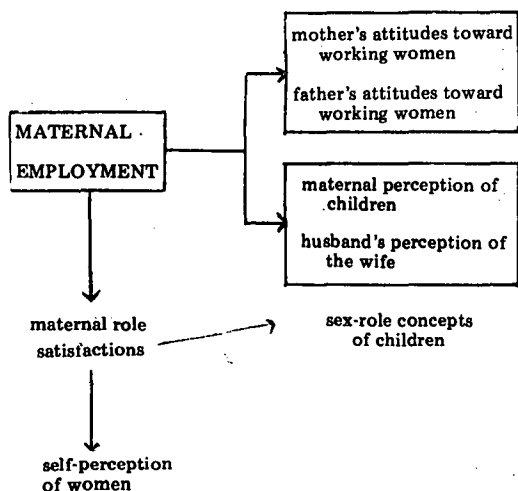 mother's attitudes toward
working women
father's attitudes toward
working women
MATERNAL
EMPLOYMENT
maternal perception of
children
husband's perception of
the wife
maternal role
satisfactions
sex-role concepts
of children
self-perception
of women